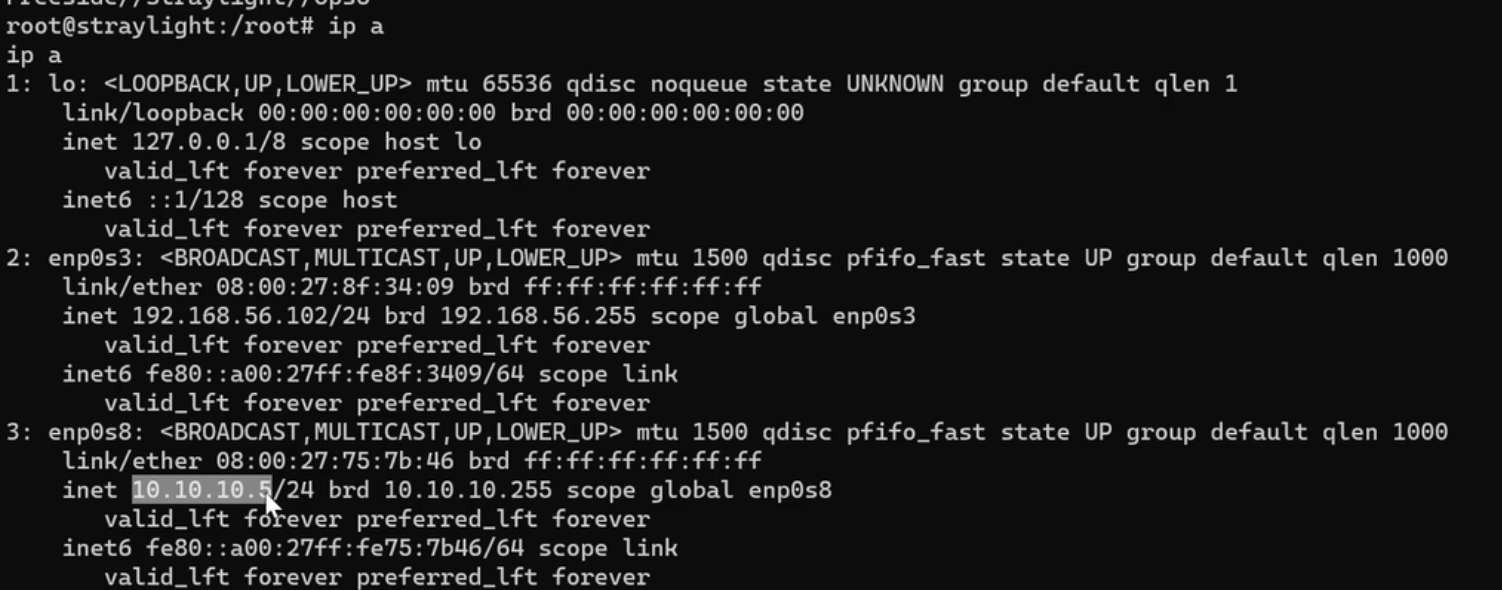 root@straylight:/root# ip a
ip a
1: lo: <LOOPBACK,UP,LOWER_UP> mtu 65536 qdisc noqueue state UNKNOWN group default qlen 1
    link/loopback 00:00:00:00:00:00 brd 00:00:00:00:00:00
    inet 127.0.0.1/8 scope host lo
       valid_lft forever preferred_lft forever
    inet6 ::1/128 scope host
       valid_lft forever preferred_lft forever
2: enp0s3: <BROADCAST,MULTICAST,UP,LOWER_UP> mtu 1500 qdisc pfifo_fast state UP group default qlen 1000
    link/ether 08:00:27:8f:34:09 brd ff:ff:ff:ff:ff:ff
    inet 192.168.56.102/24 brd 192.168.56.255 scope global enp0s3
       valid_lft forever preferred_lft forever
    inet6 fe80::a00:27ff:fe8f:3409/64 scope link
       valid_lft forever preferred_lft forever
3: enp0s8: <BROADCAST,MULTICAST,UP,LOWER_UP> mtu 1500 qdisc pfifo_fast state UP group default qlen 1000
    link/ether 08:00:27:75:7b:46 brd ff:ff:ff:ff:ff:ff
    inet 10.10.10.5/24 brd 10.10.10.255 scope global enp0s8
       valid_lft forever preferred_lft forever
    inet6 fe80::a00:27ff:fe75:7b46/64 scope link
       valid_lft forever preferred_lft forever